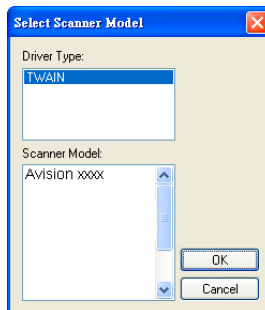 Select Scanner Model
Driver Type:
TWAIN
Scanner Model:
Avision xxxx
OK
Cancel